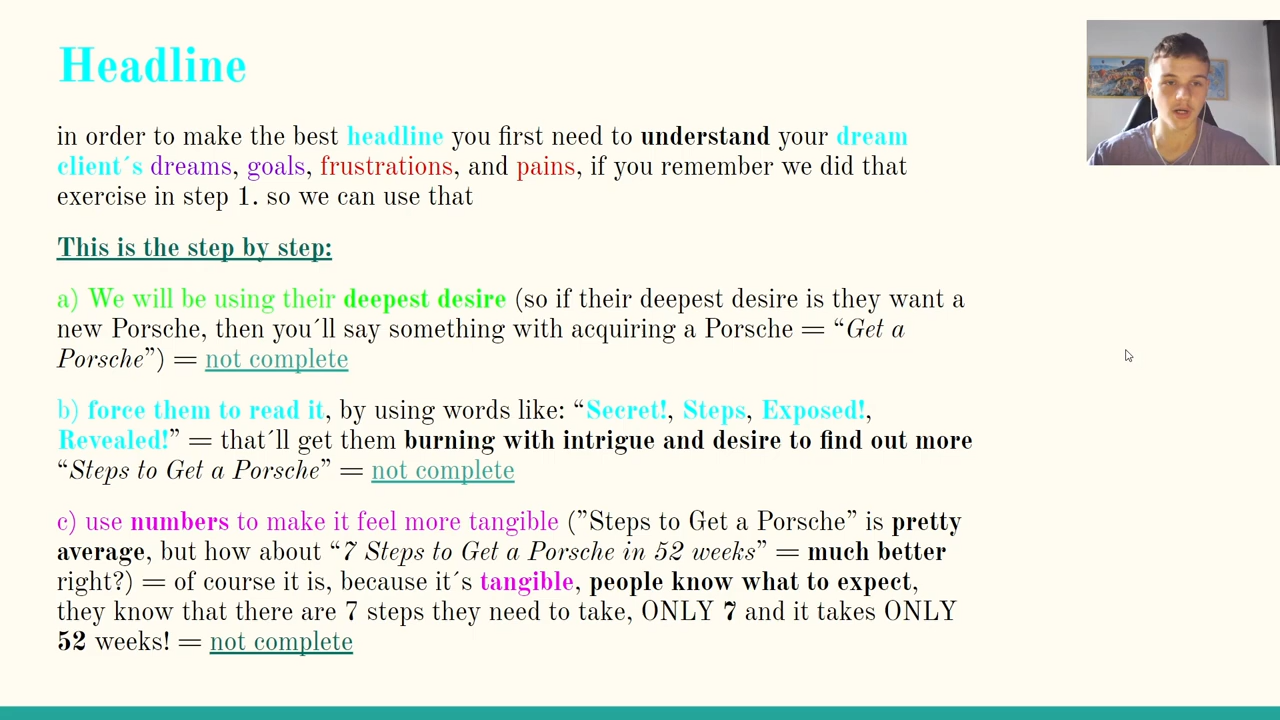 Headline
in order to make the best headline you first need to understand your dream
client´s dreams, goals, frustrations, and pains, if you remember we did that
exercise in step 1. so we can use that
This is the step by step:
a) We will be using their deepest desire (so if their deepest desire is they want a
new Porsche, then you´ll say something with acquiring a Porsche = “Get a
Porsche”) = not complete
b) force them to read it, by using words like: “Secret!, Steps, Exposed!,
Revealed!” = that´ll get them burning with intrigue and desire to find out more
“Steps to Get a Porsche” = not complete
c) use numbers to make it feel more tangible (”Steps to Get a Porsche” is pretty
average, but how about “7 Steps to Get a Porsche in 52 weeks” = much better
right?) = of course it is, because it´s tangible, people know what to expect,
they know that there are 7 steps they need to take, ONLY 7 and it takes ONLY
52 weeks! = not complete